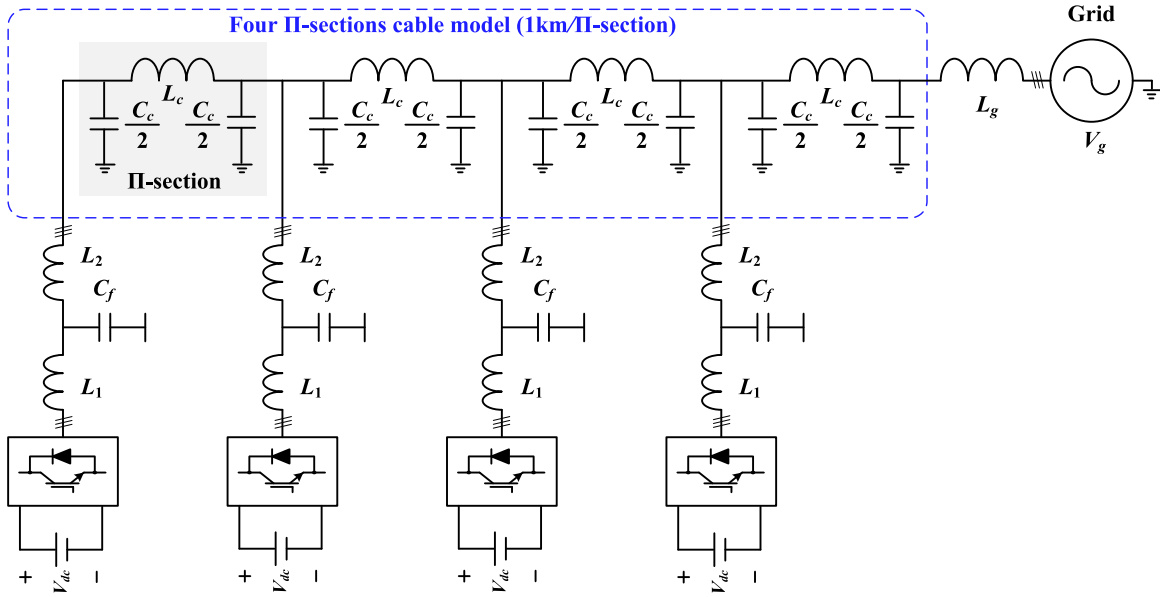 Four Π-sections cable model (1km/Π-section)
Grid
L_c L_c L_c L_c L_g
C_c/2 C_c/2 C_c/2 C_c/2 C_c/2 C_c/2 C_c/2 C_c/2
V_g
Π-section
L_2 L_2 L_2 L_2
C_f C_f C_f C_f
L_1 L_1 L_1 L_1
+ V_dc − + V_dc − + V_dc − + V_dc −